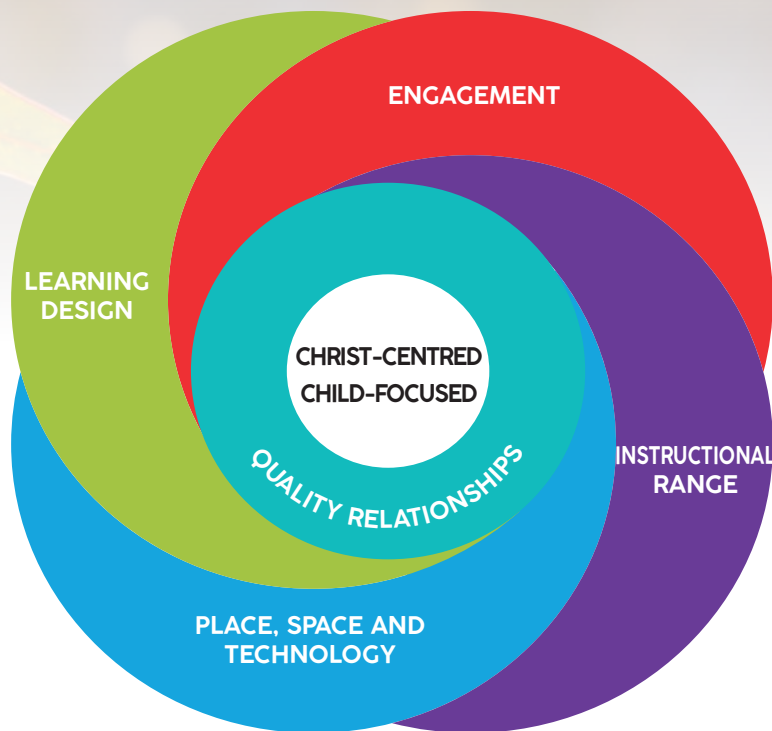 ENGAGEMENT
LEARNING
DESIGN
CHRIST-CENTRED
CHILD-FOCUSED
QUALITY RELATIONSHIPS
INSTRUCTIONAL
RANGE
PLACE, SPACE AND
TECHNOLOGY